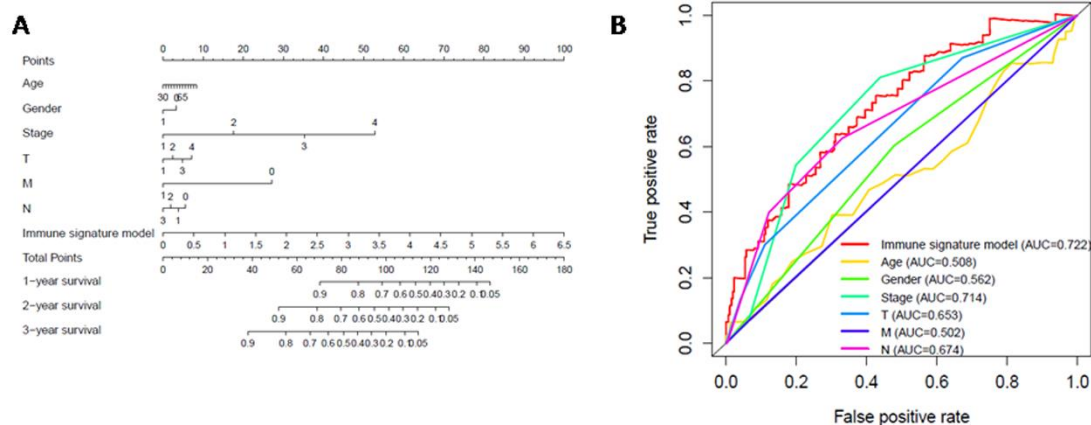 A
Points
0 10 20 30 40 50 60 70 80 90 100
Age
30 65
Gender
1 0
Stage
1 2 3 4
T
1 2 3 4
M
1 0
N
3 2 1 0
Immune signature model
0 0.5 1 1.5 2 2.5 3 3.5 4 4.5 5 5.5 6 6.5
Total Points
0 20 40 60 80 100 120 140 160 180
1-year survival
0.9 0.8 0.7 0.6 0.5 0.4 0.3 0.2 0.1 0.05
2-year survival
0.9 0.8 0.7 0.6 0.5 0.4 0.3 0.2 0.1 0.05
3-year survival
0.9 0.8 0.7 0.6 0.5 0.4 0.3 0.2 0.1 0.05
B
True positive rate
1.0
0.8
0.6
0.4
0.2
0.0
Immune signature model (AUC=0.722)
Age (AUC=0.508)
Gender (AUC=0.562)
Stage (AUC=0.714)
T (AUC=0.653)
M (AUC=0.502)
N (AUC=0.674)
0.0 0.2 0.4 0.6 0.8 1.0
False positive rate